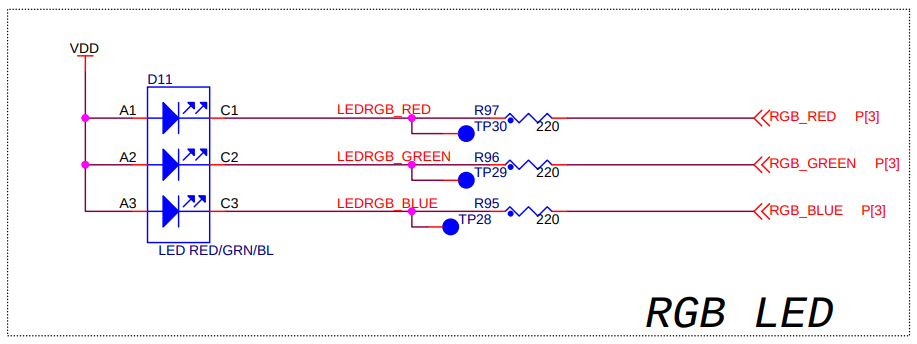 VDD
D11
A1 C1 LEDRGB_RED R97 RGB_RED P[3]
TP30 220
A2 C2 LEDRGB_GREEN R96 RGB_GREEN P[3]
TP29 220
A3 C3 LEDRGB_BLUE R95 RGB_BLUE P[3]
TP28 220
LED RED/GRN/BL
RGB LED